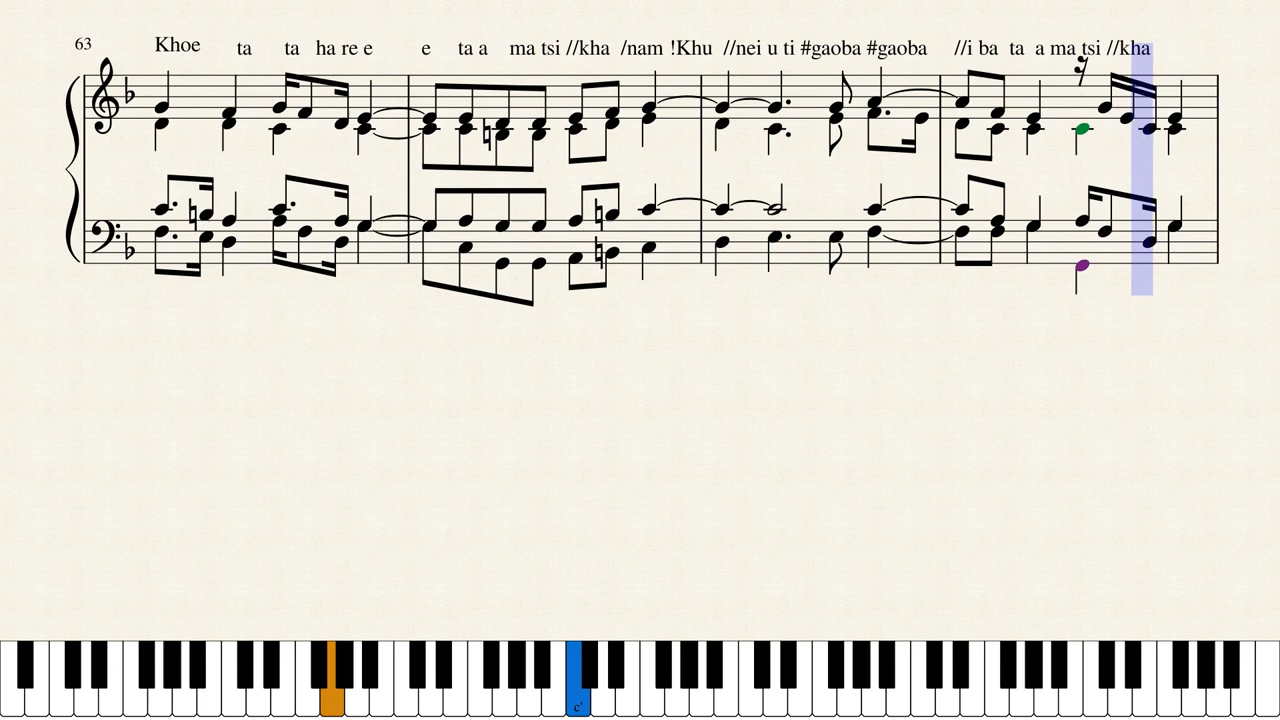 63
Khoe ta ta ha re e e ta a ma tsi //kha /nam !Khu //nei u ti #gaoba #gaoba //i ba ta a ma tsi //kha
c'